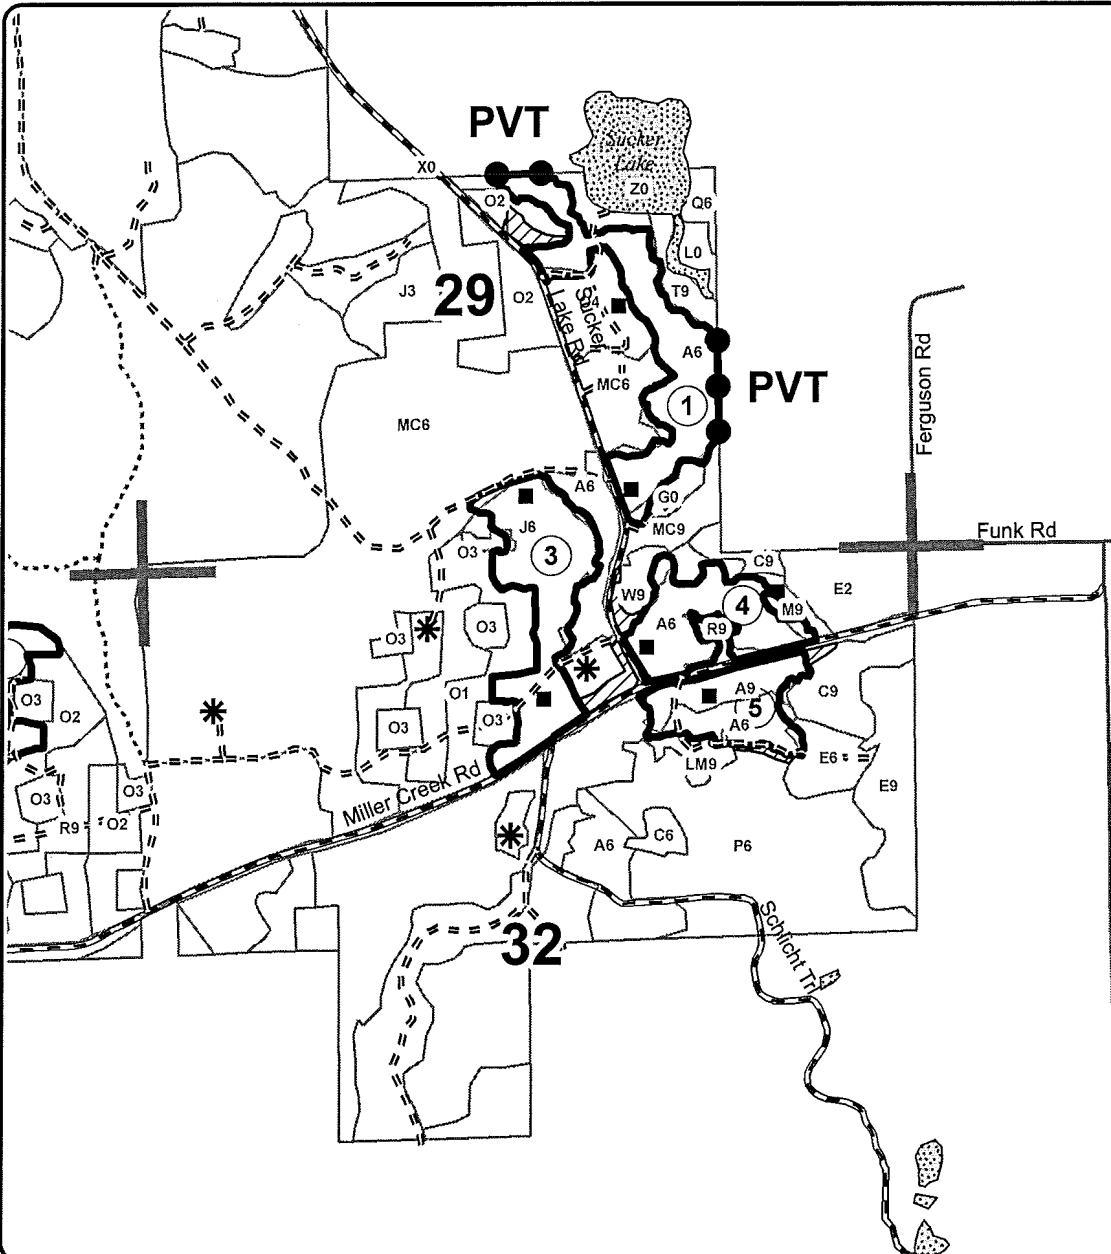 PVT
Sucker
Lake
X0
Z0
O2
Q6
L0
J3
29
O2
T9
Sucker
Lake Rd
A6
MC6
PVT
1
Ferguson Rd
MC6
A6
G0
J6
MC9
Funk Rd
O3
3
C9
E2
W9
4
M9
A6
R9
O3
O3
O3
O1
A9
C9
O2
O3
O3
5
A6
E6
LM9
O3
O3
Miller Creek Rd
E9
R9
O2
A6
C6
P6
32
Schlicht Trl